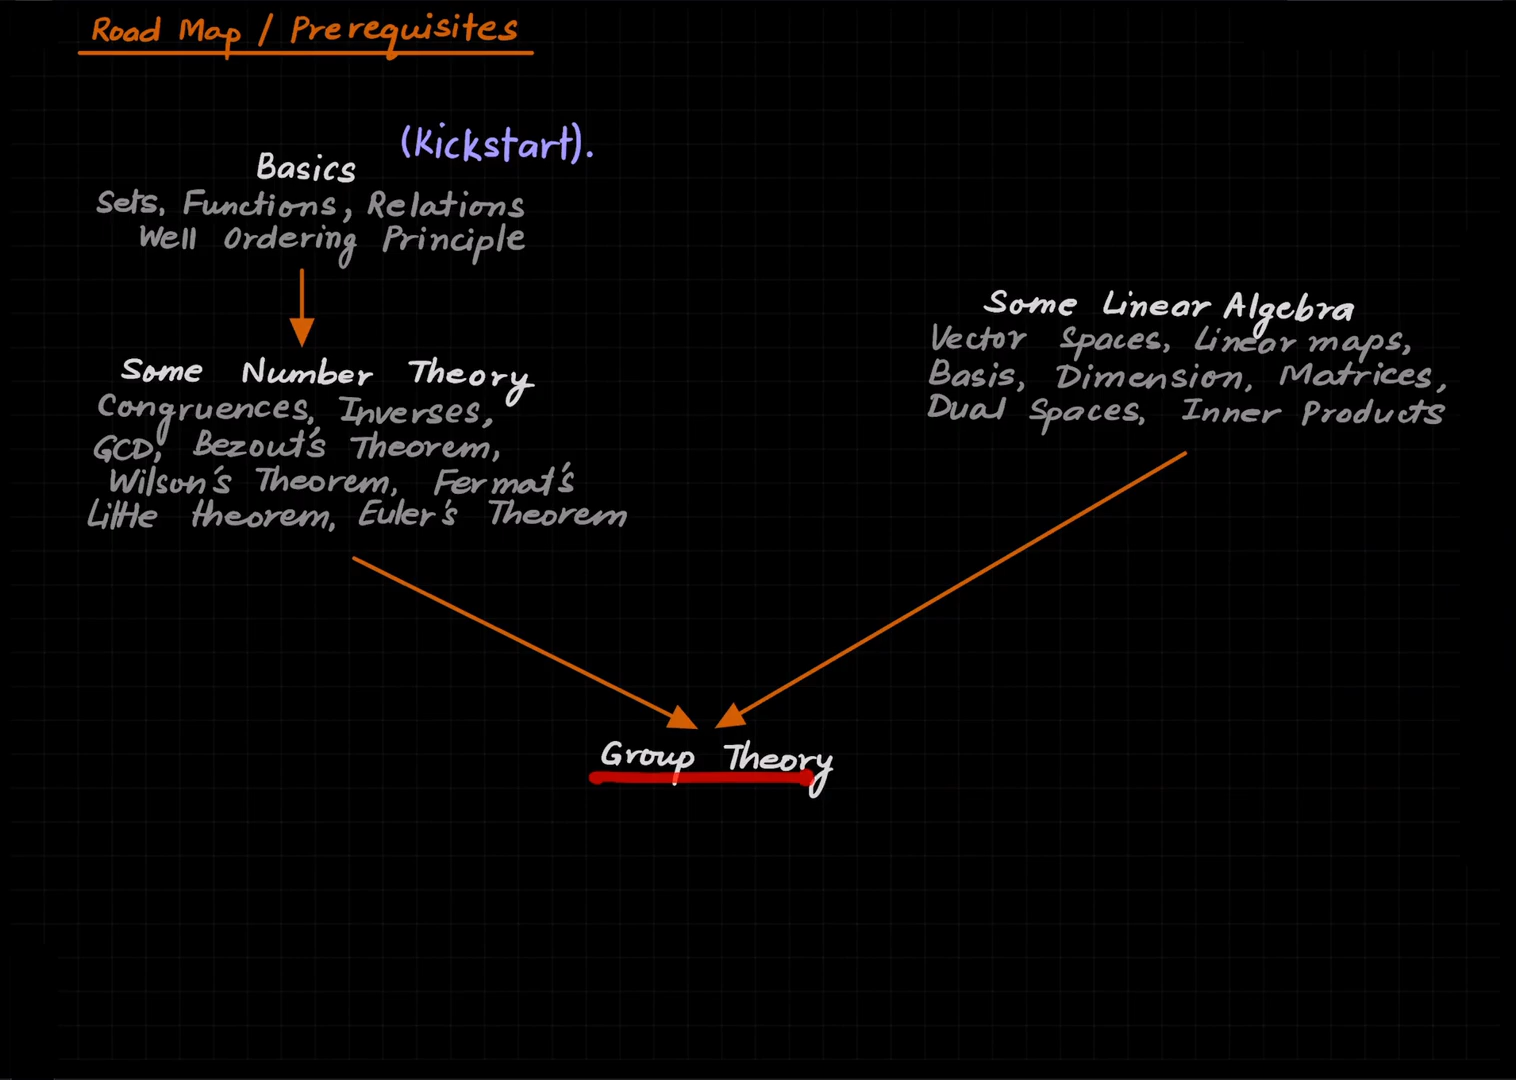 Road Map / Prerequisites
(Kickstart).
Basics
Sets, Functions, Relations
Well Ordering Principle
Some Number Theory
Congruences, Inverses,
GCD, Bezout's Theorem,
Wilson's Theorem, Fermat's
Little theorem, Euler's Theorem
Some Linear Algebra
Vector Spaces, Linear maps,
Basis, Dimension, Matrices,
Dual Spaces, Inner Products
Group Theory